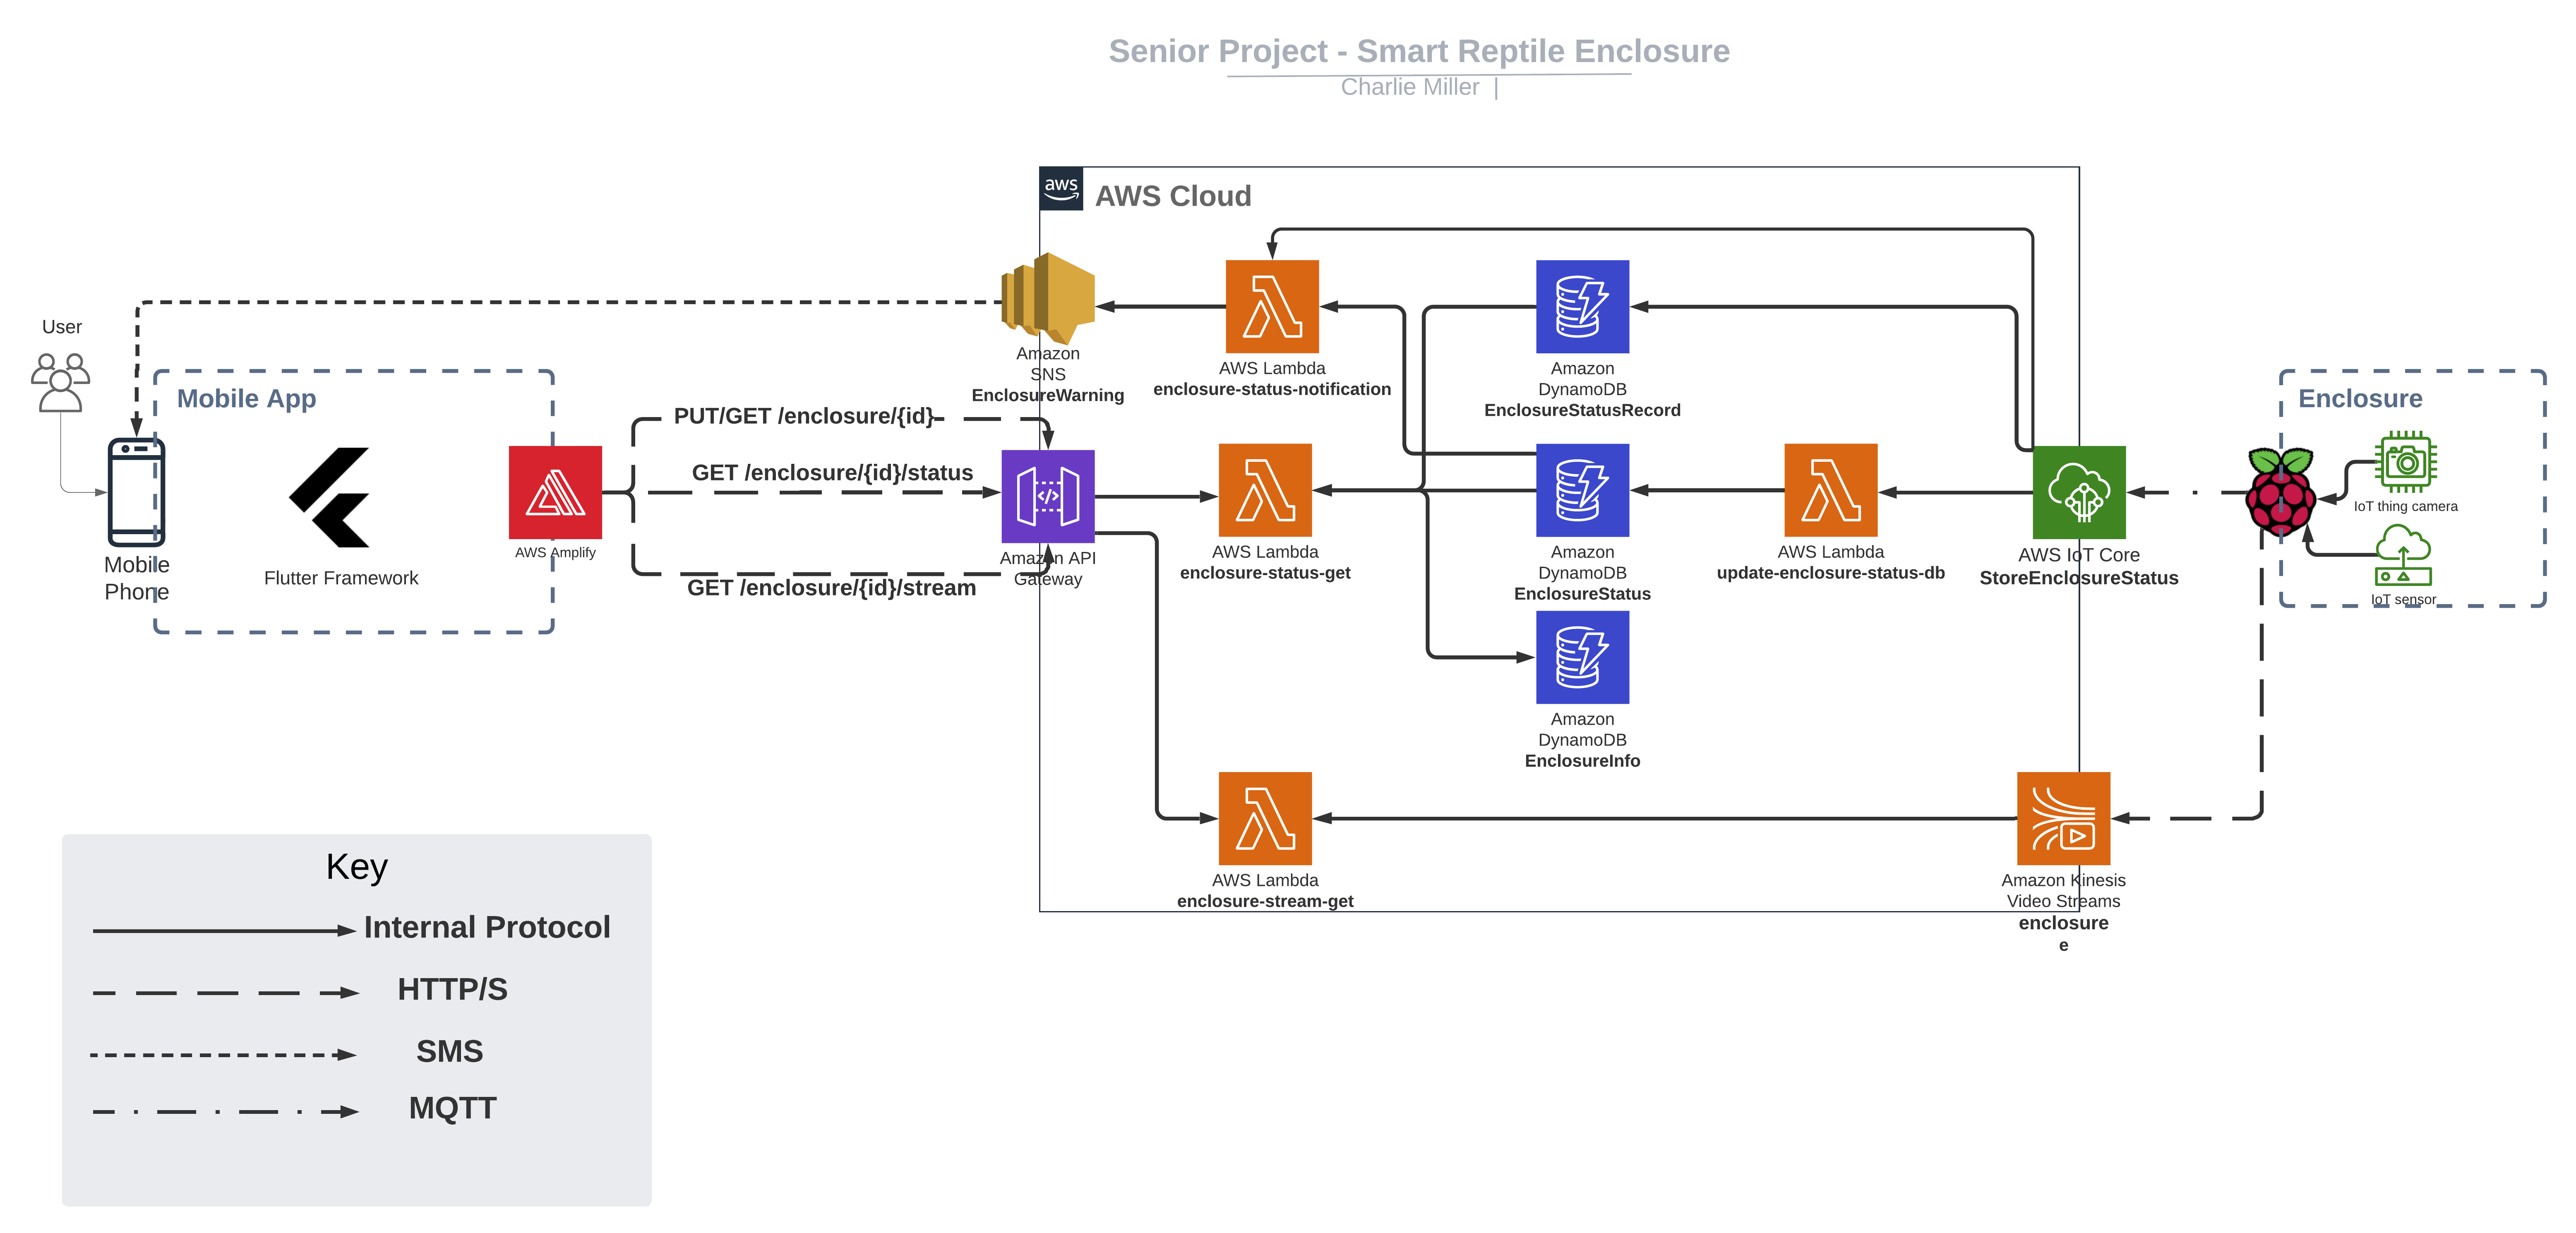 Senior Project - Smart Reptile Enclosure
Charlie Miller |
aws
AWS Cloud
User
Mobile App
Mobile
Phone
Flutter Framework
AWS Amplify
PUT/GET /enclosure/{id}
GET /enclosure/{id}/status
GET /enclosure/{id}/stream
Amazon
SNS
EnclosureWarning
Amazon API
Gateway
AWS Lambda
enclosure-status-notification
AWS Lambda
enclosure-status-get
AWS Lambda
enclosure-stream-get
Amazon
DynamoDB
EnclosureStatusRecord
Amazon
DynamoDB
EnclosureStatus
Amazon
DynamoDB
EnclosureInfo
AWS Lambda
update-enclosure-status-db
AWS IoT Core
StoreEnclosureStatus
Amazon Kinesis
Video Streams
enclosure
e
Enclosure
IoT thing camera
IoT sensor
Key
Internal Protocol
HTTP/S
SMS
MQTT